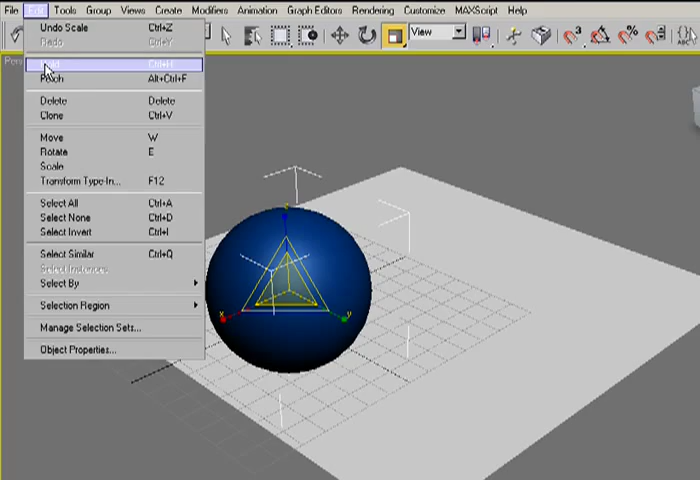 File Edit Tools Group Views Create Modifiers Animation Graph Editors Rendering Customize MAXScript Help
View
3
ABC
Undo Scale Ctrl+Z
Redo Ctrl+Y
Hold Ctrl+H
Fetch Alt+Ctrl+F
Delete Delete
Clone Ctrl+V
Move W
Rotate E
Scale
Transform Type-In... F12
Select All Ctrl+A
Select None Ctrl+D
Select Invert Ctrl+I
Select Similar Ctrl+Q
Select Instances
Select By
Selection Region
Manage Selection Sets...
Object Properties...
z
x
y